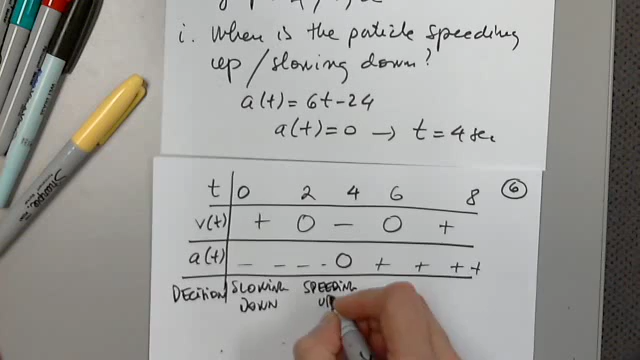 i. When is the particle speeding
up / slowing down?
a(t) = 6t-24
a(t) = 0 → t = 4 sec
t 0 2 4 6 8 6
v(t) + 0 - 0 + 
a(t) - - - - 0 + + + +
DECISION SLOWING SPEEDING
DOWN UP
Sharpie